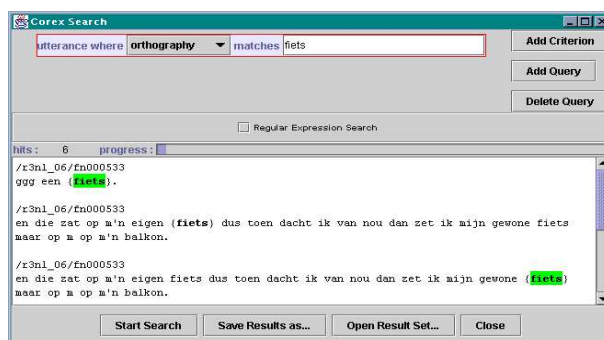 Corex Search
utterance where orthography matches fiets
Add Criterion
Add Query
Delete Query
Regular Expression Search
hits : 6 progress :
/r3nl_06/fn000533
ggg een {fiets}.
/r3nl_06/fn000533
en die zat op m'n eigen {fiets} dus toen dacht ik van nou dan zet ik mijn gewone fiets
maar op m op m'n balkon.
/r3nl_06/fn000533
en die zat op m'n eigen fiets dus toen dacht ik van nou dan zet ik mijn gewone {fiets}
maar op m op m'n balkon.
Start Search Save Results as... Open Result Set... Close